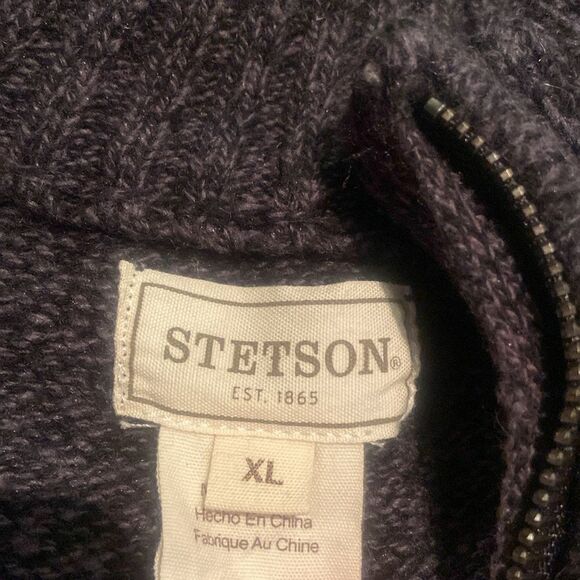 STETSON®
EST. 1865
XL
Hecho En China
Fabrique Au Chine